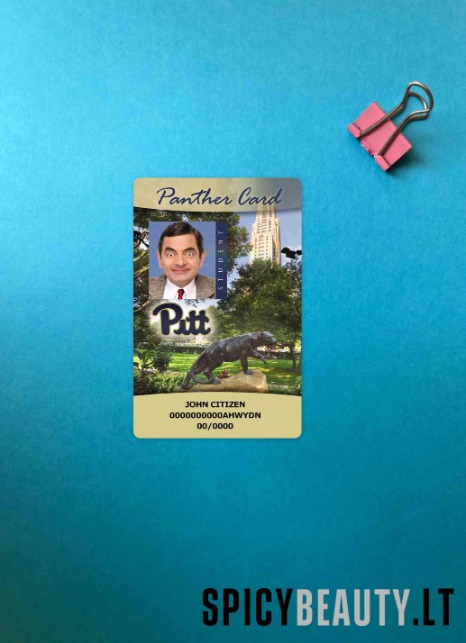 Panther Card
STUDENT
Pitt
JOHN CITIZEN
0000000000AHWYDN
00/0000
SPICYBEAUTY.LT